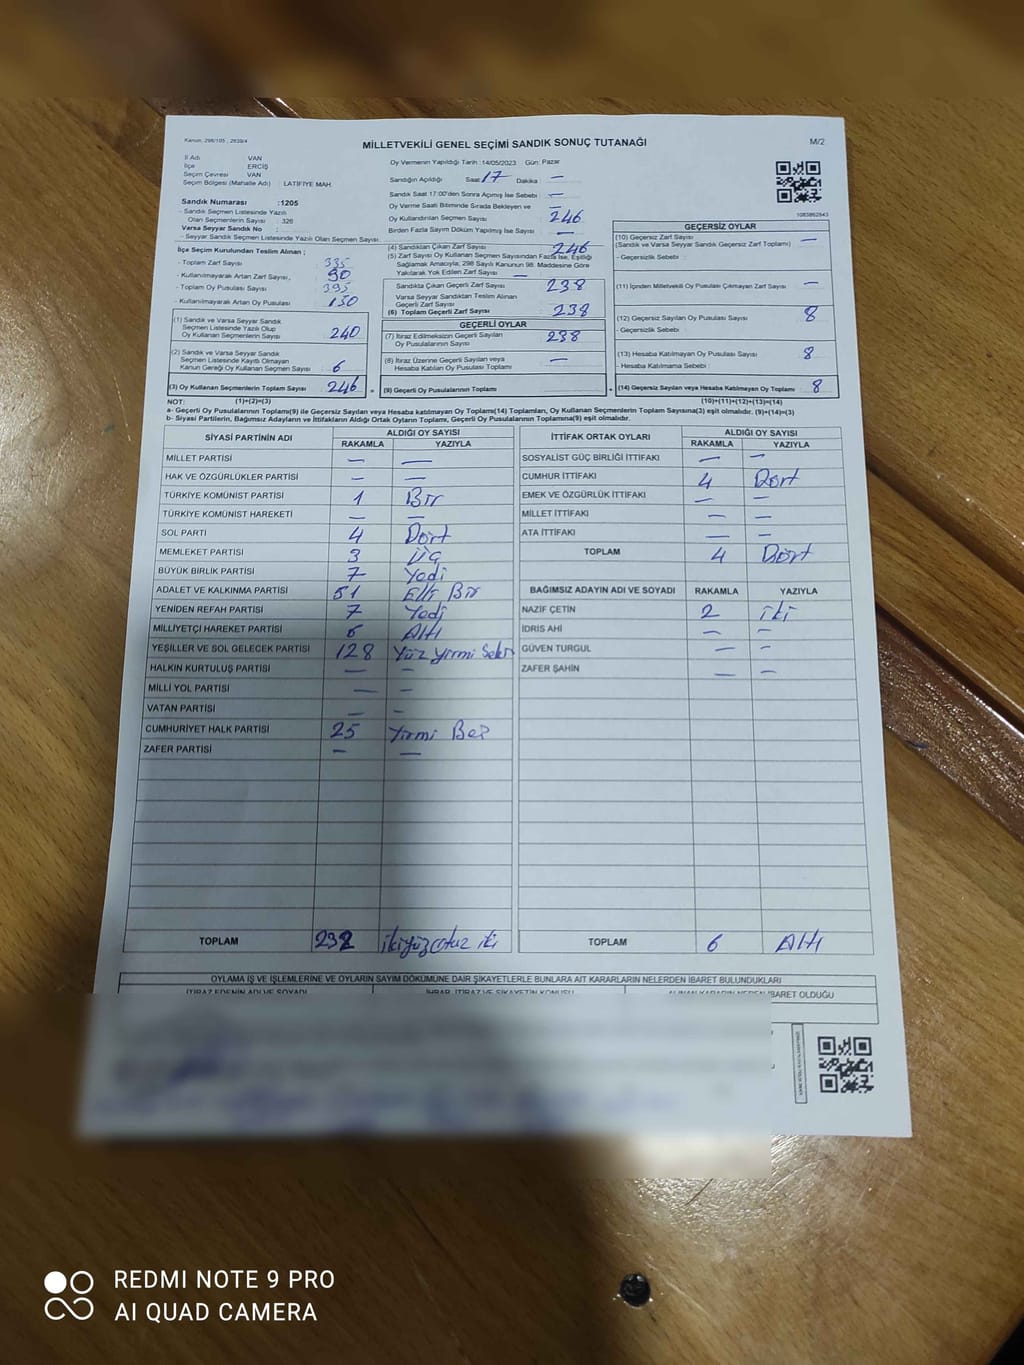 Kanun: 298/105 ; 2839/4
MİLLETVEKİLİ GENEL SEÇİMİ SANDIK SONUÇ TUTANAĞI
M/2
İl Adı VAN
İlçe ERCİŞ
Seçim Çevresi VAN
Seçim Bölgesi (Mahalle Adı) LATİFİYE MAH.
Sandık Numarası :1205
- Sandık Seçmen Listesinde Yazılı
Olan Seçmenlerin Sayısı : 326
Varsa Seyyar Sandık No :
- Seyyar Sandık Seçmen Listesinde Yazılı Olan Seçmen Sayısı :
İlçe Seçim Kurulundan Teslim Alınan ;
- Toplam Zarf Sayısı 335
- Kullanılmayarak Artan Zarf Sayısı, 90
- Toplam Oy Pusulası Sayısı 395
- Kullanılmayarak Artan Oy Pusulası 150
(1) Sandık ve Varsa Seyyar Sandık
Seçmen Listesinde Yazılı Olup
Oy Kullanan Seçmenlerin Sayısı 240
(2) Sandık ve Varsa Seyyar Sandık
Seçmen Listesinde Kayıtlı Olmayan
Kanun Gereği Oy Kullanan Seçmen Sayısı 6
(3) Oy Kullanan Seçmenlerin Toplam Sayısı 246 =
Oy Vermenin Yapıldığı Tarih : 14/05/2023 Gün: Pazar
Sandığın Açıldığı Saat: 17 Dakika : —
Sandık Saat 17:00'den Sonra Açılmış İse Sebebi : —
Oy Verme Saati Bitiminde Sırada Bekleyen ve —
Oy Kullandırılan Seçmen Sayısı 246
Birden Fazla Sayım Döküm Yapılmış İse Sayısı —
(4) Sandıktan Çıkan Zarf Sayısı 246
(5) Zarf Sayısı Oy Kullanan Seçmen Sayısından Fazla İse, Eşitliği
Sağlamak Amacıyla; 298 Sayılı Kanunun 98. Maddesine Göre
Yakılarak Yok Edilen Zarf Sayısı —
Sandıkta Çıkan Geçerli Zarf Sayısı 238
Varsa Seyyar Sandıktan Teslim Alınan
Geçerli Zarf Sayısı
(6) Toplam Geçerli Zarf Sayısı 238
GEÇERLİ OYLAR
(7) İtiraz Edilmeksizin Geçerli Sayılan
Oy Pusulalarının Sayısı 238
(8) İtiraz Üzerine Geçerli Sayılan veya
Hesaba Katılan Oy Pusulaları Toplamı —
(9) Geçerli Oy Pusulalarının Toplamı +
1083862843
GEÇERSİZ OYLAR
(10) Geçersiz Zarf Sayısı
(Sandık ve Varsa Seyyar Sandık Geçersiz Zarf Toplamı) —
- Geçersizlik Sebebi :
(11) İçinden Milletvekili Oy Pusulası Çıkmayan Zarf Sayısı —
(12) Geçersiz Sayılan Oy Pusulası Sayısı 8
- Geçersizlik Sebebi :
(13) Hesaba Katılmayan Oy Pusulası Sayısı 8
- Hesaba Katılmama Sebebi :
(14) Geçersiz Sayılan veya Hesaba Katılmayan Oy Toplamı 8
NOT: (1)+(2)=(3) (10)+(11)+(12)+(13)=(14)
a- Geçerli Oy Pusulalarının Toplamı(9) ile Geçersiz Sayılan veya Hesaba katılmayan Oy Toplamı(14) Toplamları, Oy Kullanan Seçmenlerin Toplam Sayısına(3) eşit olmalıdır. (9)+(14)=(3)
b- Siyasi Partilerin, Bağımsız Adayların ve İttifakların Aldığı Ortak Oyların Toplamı, Geçerli Oy Pusulalarının Toplamına(9) eşit olmalıdır.
SİYASİ PARTİNİN ADI ALDIĞI OY SAYISI
RAKAMLA YAZIYLA
MİLLET PARTİSİ — —
HAK VE ÖZGÜRLÜKLER PARTİSİ — —
TÜRKİYE KOMÜNİST PARTİSİ 1 Bir
TÜRKİYE KOMÜNİST HAREKETİ — —
SOL PARTİ 4 Dört
MEMLEKET PARTİSİ 3 Üç
BÜYÜK BİRLİK PARTİSİ 7 Yedi
ADALET VE KALKINMA PARTİSİ 51 Elli Bir
YENİDEN REFAH PARTİSİ 7 Yedi
MİLLİYETÇİ HAREKET PARTİSİ 6 Altı
YEŞİLLER VE SOL GELECEK PARTİSİ 128 Yüz yirmi Sekiz
HALKIN KURTULUŞ PARTİSİ — —
MİLLİ YOL PARTİSİ — —
VATAN PARTİSİ — —
CUMHURİYET HALK PARTİSİ 25 Yirmi Beş
ZAFER PARTİSİ — —
TOPLAM 232 ikiyüzotuz iki
İTTİFAK ORTAK OYLARI ALDIĞI OY SAYISI
RAKAMLA YAZIYLA
SOSYALİST GÜÇ BİRLİĞİ İTTİFAKI — —
CUMHUR İTTİFAKI 4 Dört
EMEK VE ÖZGÜRLÜK İTTİFAKI — —
MİLLET İTTİFAKI — —
ATA İTTİFAKI — —
TOPLAM 4 Dört
BAĞIMSIZ ADAYIN ADI VE SOYADI RAKAMLA YAZIYLA
NAZİF ÇETİN 2 iki
İDRİS AHİ — —
GÜVEN TURGUL — —
ZAFER ŞAHİN — —
TOPLAM 6 Altı
OYLAMA İŞ VE İŞLEMLERİNE VE OYLARIN SAYIM DÖKÜMÜNE DAİR ŞİKAYETLERLE BUNLARA AİT KARARLARIN NELERDEN İBARET BULUNDUKLARI
İTİRAZ EDENİN ADI VE SOYADI İHBAR, İTİRAZ VE ŞİKAYETİN KONUSU ALINAN KARARIN NEDEN İBARET OLDUĞU
REDMI NOTE 9 PRO
AI QUAD CAMERA